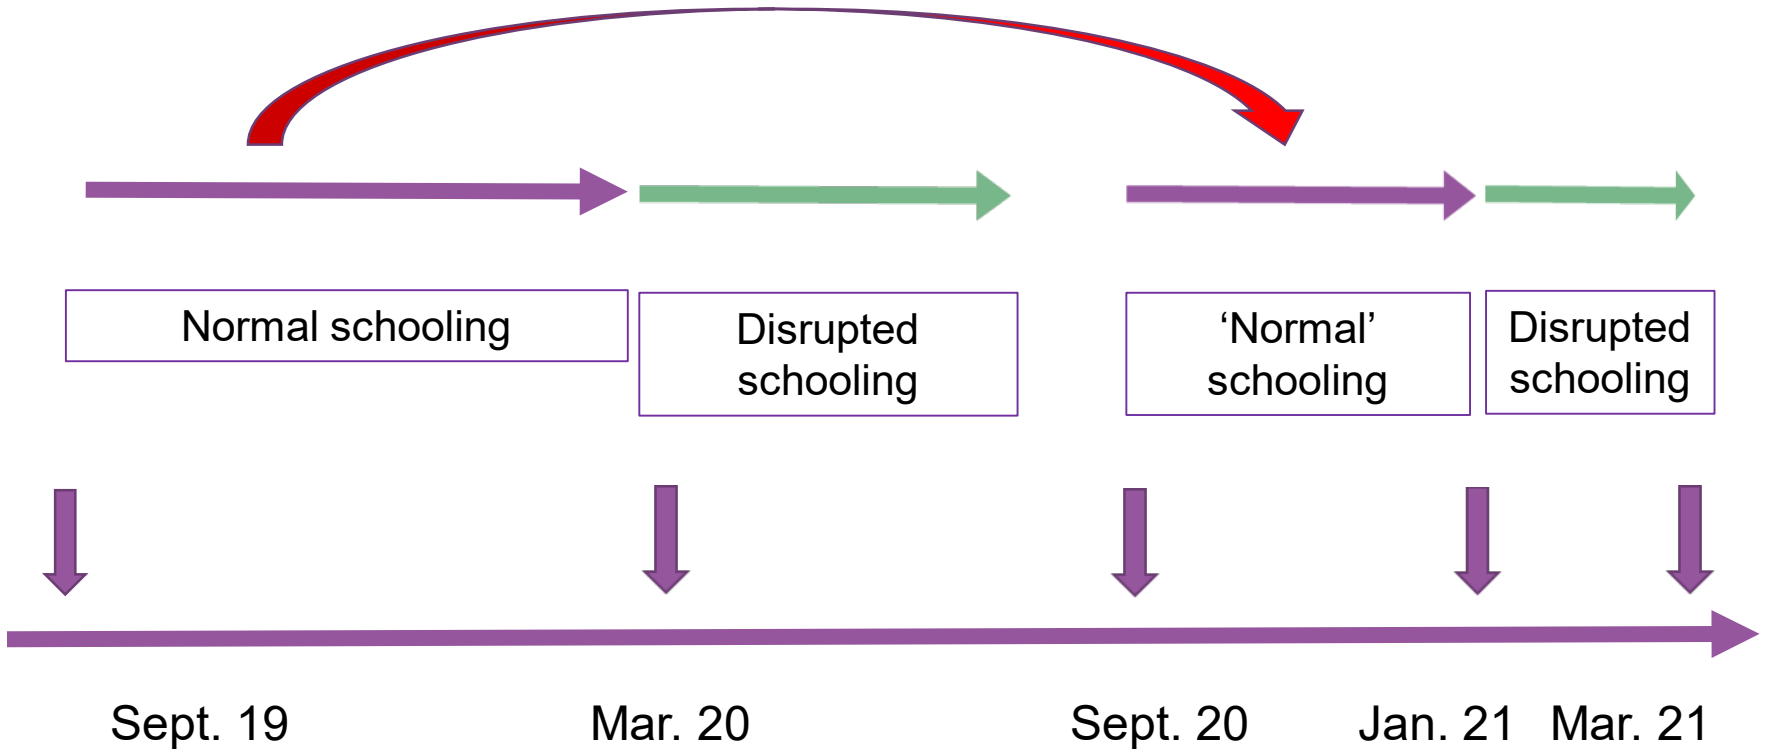 Normal schooling
Disrupted
schooling
‘Normal’
schooling
Disrupted
schooling
Sept. 19
Mar. 20
Sept. 20
Jan. 21
Mar. 21